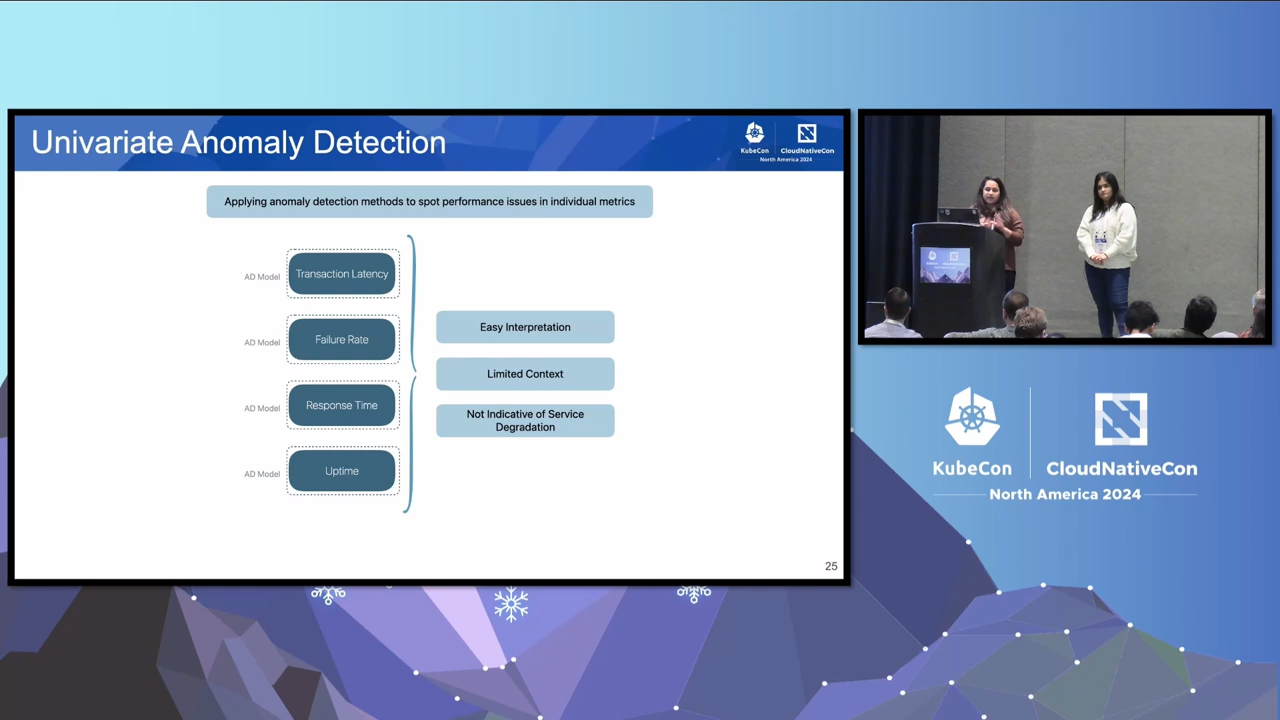 Univariate Anomaly Detection
KubeCon
CloudNativeCon
North America 2024
Applying anomaly detection methods to spot performance issues in individual metrics
AD Model
Transaction Latency
AD Model
Failure Rate
AD Model
Response Time
AD Model
Uptime
Easy Interpretation
Limited Context
Not Indicative of Service
Degradation
25
KubeCon
CloudNativeCon
North America 2024